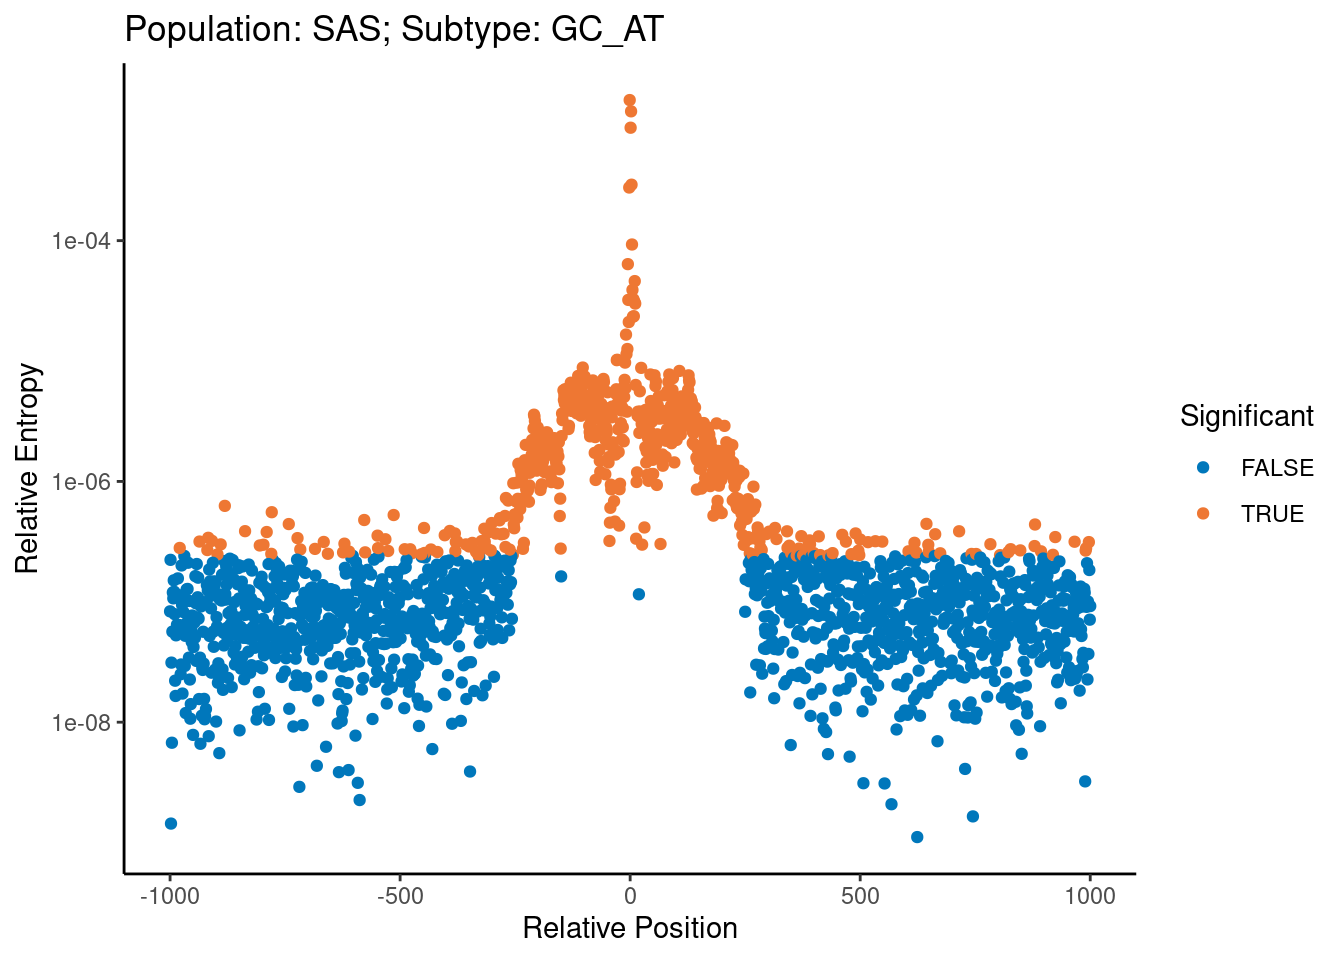 Population: SAS; Subtype: GC_AT
Relative Entropy
1e-04
1e-06
1e-08
-1000
-500
0
500
1000
Relative Position
Significant
FALSE
TRUE